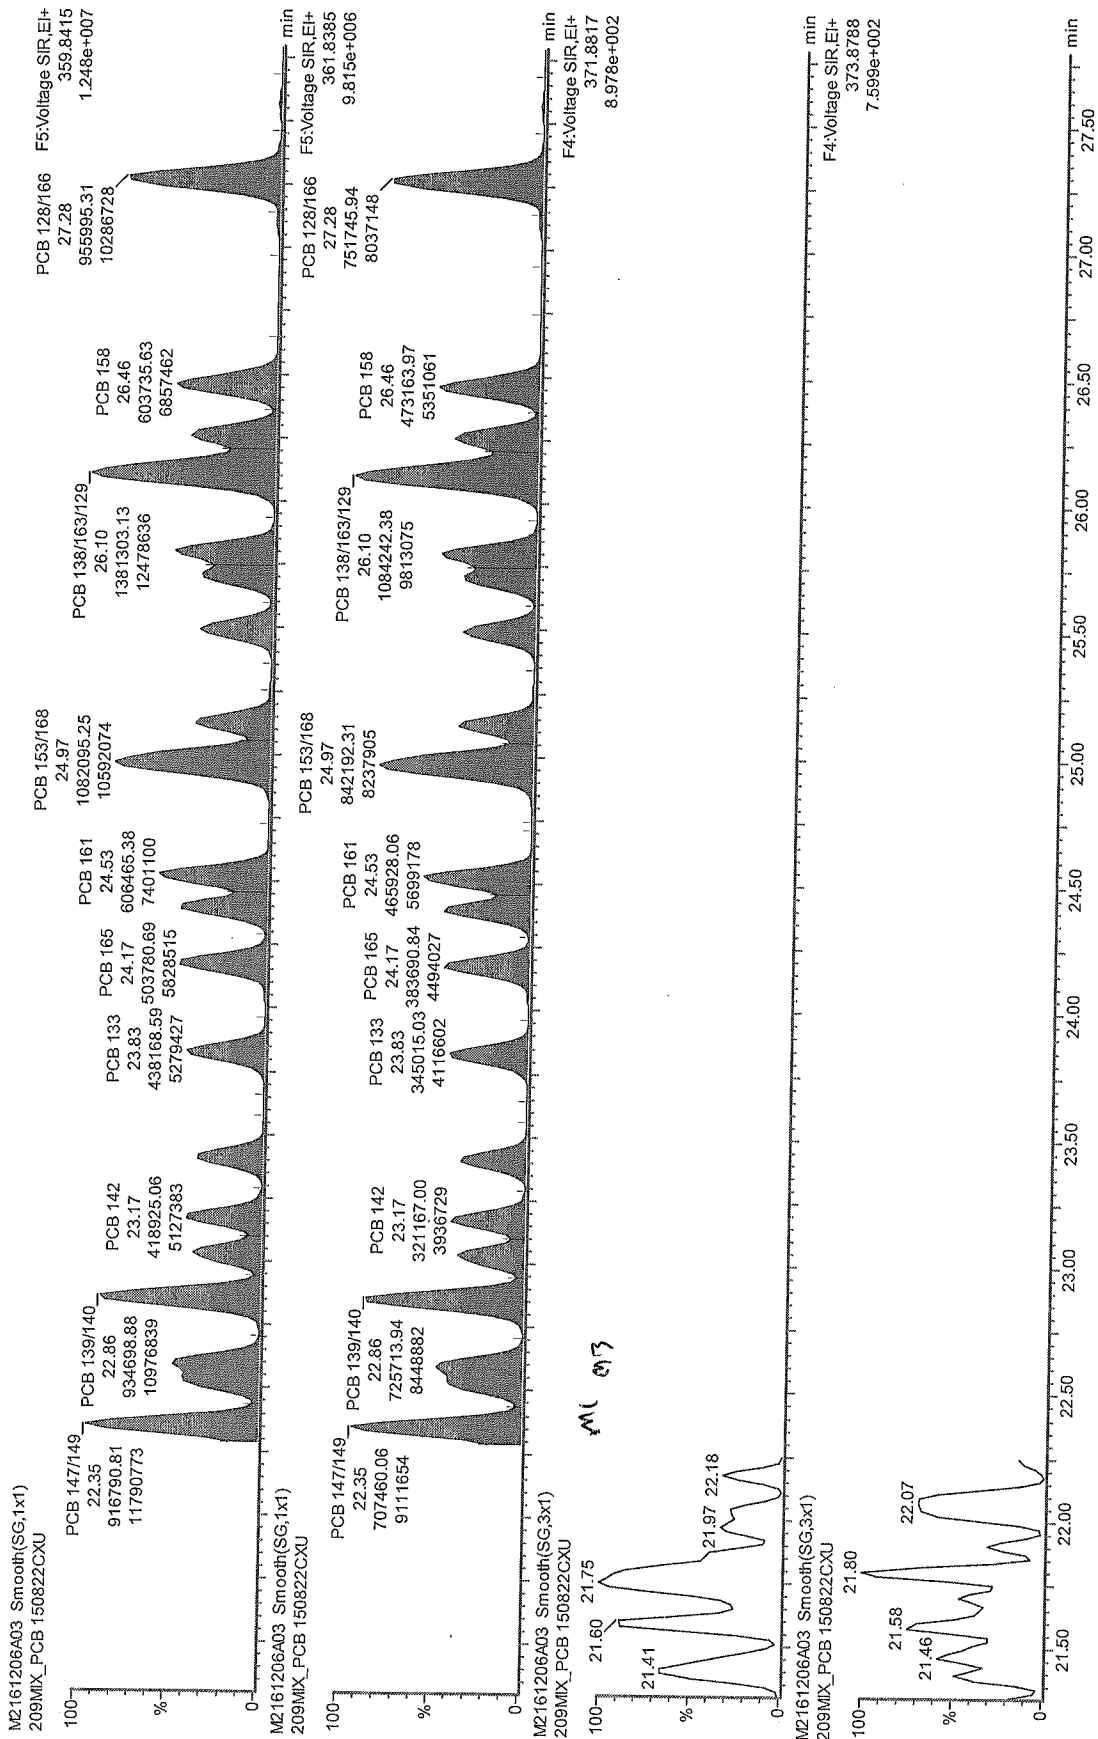 M2161206A03 Smooth(SG,1x1)
209MIX_PCB 150822CXU
F5:Voltage SIR,EI+
359.8415
1.248e+007
100
%
0
PCB 147/149
22.35
916790.81
11790773
PCB 139/140
22.86
934698.88
10976839
PCB 142
23.17
418925.06
5127383
PCB 133
23.83
438168.59
5279427
PCB 165
24.17
503780.69
5828515
PCB 161
24.53
606465.38
7401100
PCB 153/168
24.97
1082095.25
10592074
PCB 138/163/129
26.10
1381303.13
12478636
PCB 158
26.46
603735.63
6857462
PCB 128/166
27.28
955995.31
10286728
min
M2161206A03 Smooth(SG,1x1)
209MIX_PCB 150822CXU
F5:Voltage SIR,EI+
361.8385
9.815e+006
100
%
0
PCB 147/149
22.35
707460.06
9111654
PCB 139/140
22.86
725713.94
8448882
PCB 142
23.17
321167.00
3936729
PCB 133
23.83
345015.03
4116602
PCB 165
24.17
383690.84
4494027
PCB 161
24.53
465928.06
5699178
PCB 153/168
24.97
842192.31
8237905
PCB 138/163/129
26.10
1084242.38
9813075
PCB 158
26.46
473163.97
5351061
PCB 128/166
27.28
751745.94
8037148
min
M2161206A03 Smooth(SG,3x1)
209MIX_PCB 150822CXU
F4:Voltage SIR,EI+
371.8817
8.978e+002
100
%
0
21.41
21.60
21.75
21.97
22.18
min
M2161206A03 Smooth(SG,3x1)
209MIX_PCB 150822CXU
F4:Voltage SIR,EI+
373.8788
7.599e+002
100
%
0
21.46
21.58
21.80
22.07
min
21.50 22.00 22.50 23.00 23.50 24.00 24.50 25.00 25.50 26.00 26.50 27.00 27.50